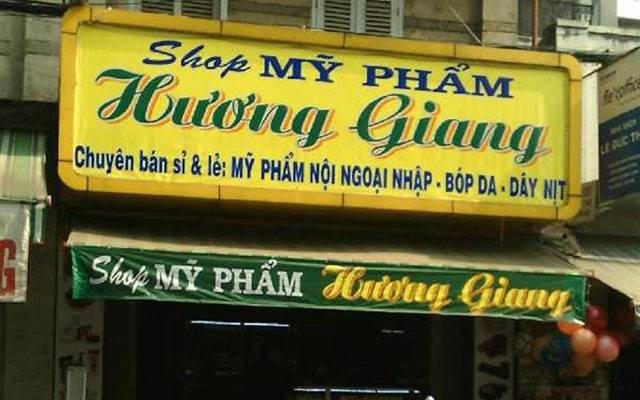 Shop MỸ PHẨM
Hương Giang
Chuyên bán sỉ & lẻ: MỸ PHẨM NỘI NGOẠI NHẬP - BÓP DA - DÂY NỊT
Shop MỸ PHẨM Hương Giang